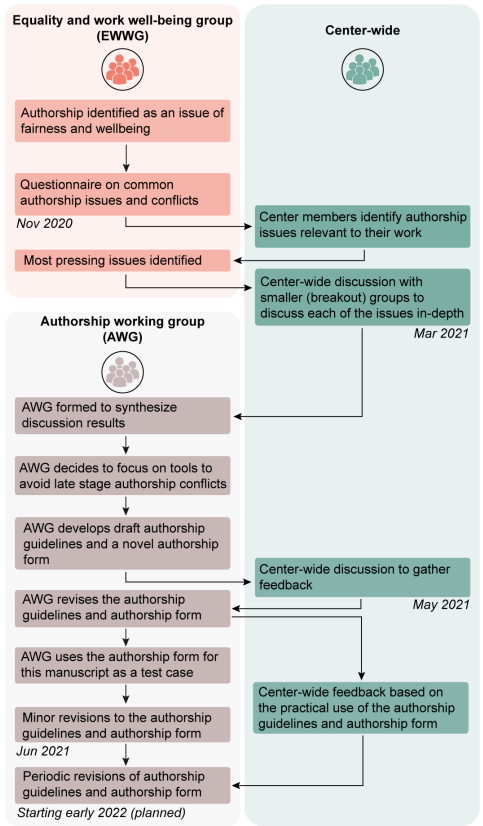 Equality and work well-being group
(EWWG)
Center-wide
Authorship identified as an issue of
fairness and wellbeing
Questionnaire on common
authorship issues and conflicts
Nov 2020
Center members identify authorship
issues relevant to their work
Most pressing issues identified
Center-wide discussion with
smaller (breakout) groups to
discuss each of the issues in-depth
Mar 2021
Authorship working group
(AWG)
AWG formed to synthesize
discussion results
AWG decides to focus on tools to
avoid late stage authorship conflicts
AWG develops draft authorship
guidelines and a novel authorship
form
Center-wide discussion to gather
feedback
May 2021
AWG revises the authorship
guidelines and authorship form
AWG uses the authorship form for
this manuscript as a test case
Center-wide feedback based on
the practical use of the authorship
guidelines and authorship form
Minor revisions to the authorship
guidelines and authorship form
Jun 2021
Periodic revisions of authorship
guidelines and authorship form
Starting early 2022 (planned)